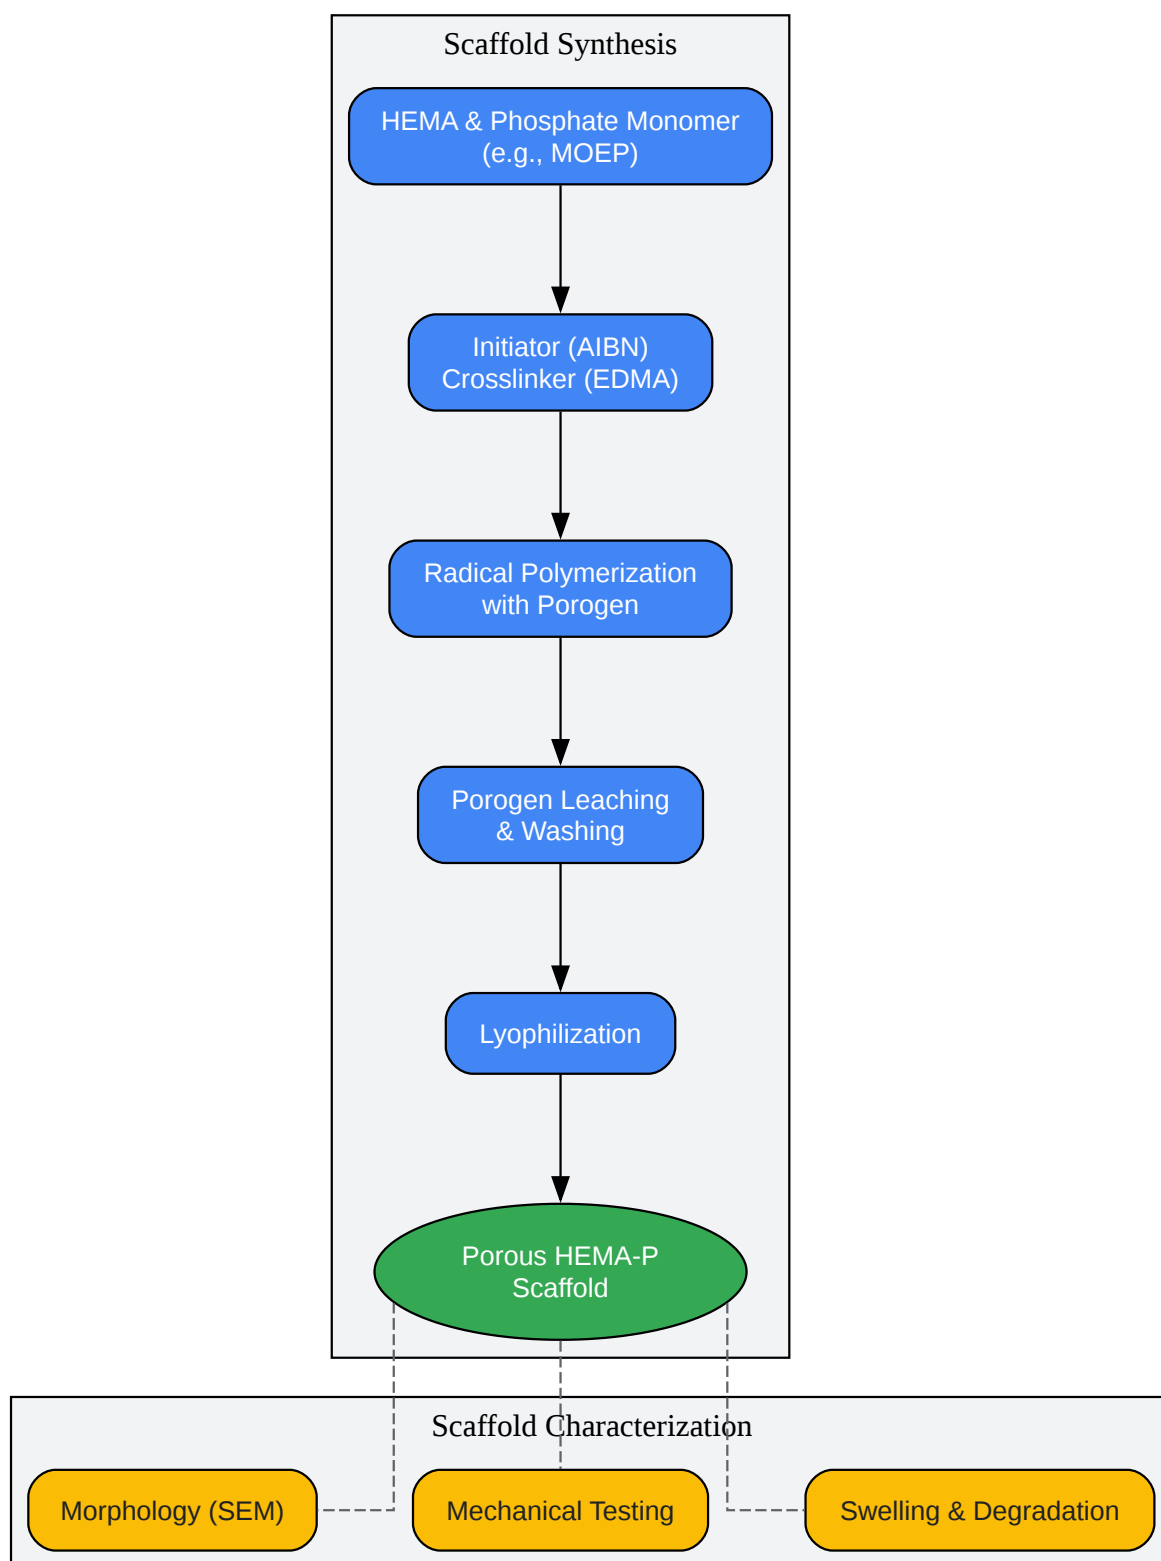 Scaffold Synthesis
HEMA & Phosphate Monomer
(e.g., MOEP)
Initiator (AIBN)
Crosslinker (EDMA)
Radical Polymerization
with Porogen
Porogen Leaching
& Washing
Lyophilization
Porous HEMA-P
Scaffold
Scaffold Characterization
Morphology (SEM)
Mechanical Testing
Swelling & Degradation